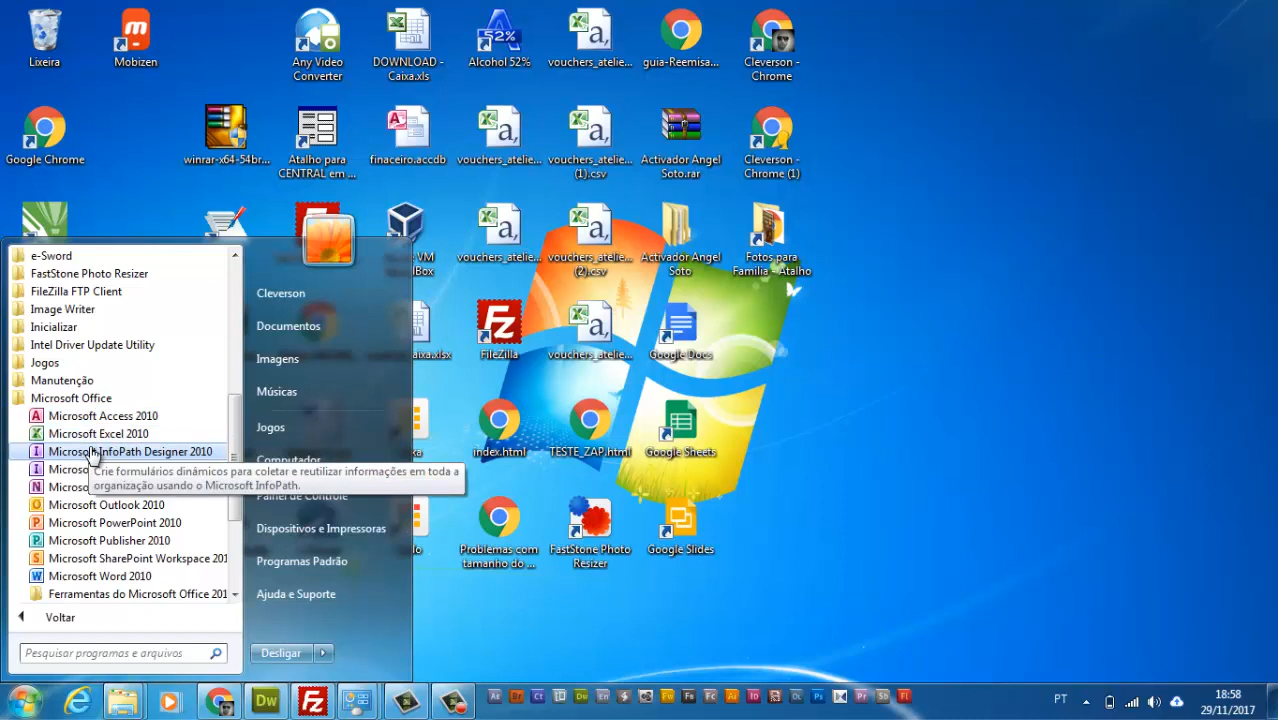 Lixeira
Mobizen
Any Video
Converter
DOWNLOAD -
Caixa.xls
52%
Alcohol 52%
vouchers_atelie...
guia-Reemisa...
Cleverson -
Chrome
Google Chrome
winrar-x64-54br...
Atalho para
CENTRAL em ...
finaceiro.accdb
vouchers_atelie...
vouchers_atelie...
(1).csv
Activador Angel
Soto.rar
Cleverson -
Chrome (1)
vouchers_atelie...
vouchers_atelie...
(2).csv
Activador Angel
Soto
Fotos para
Familia - Atalho
FileZilla
vouchers_atelie...
Google Docs
index.html
TESTE_ZAP.html
Google Sheets
Problemas com
tamanho do ...
FastStone Photo
Resizer
Google Slides
e-Sword
FastStone Photo Resizer
FileZilla FTP Client
Image Writer
Inicializar
Intel Driver Update Utility
Jogos
Manutenção
Microsoft Office
Microsoft Access 2010
Microsoft Excel 2010
Microsoft InfoPath Designer 2010
Crie formulários dinâmicos para coletar e reutilizar informações em toda a
organização usando o Microsoft InfoPath.
Microsoft Outlook 2010
Microsoft PowerPoint 2010
Microsoft Publisher 2010
Microsoft SharePoint Workspace 201
Microsoft Word 2010
Ferramentas do Microsoft Office 201
Voltar
Pesquisar programas e arquivos
Cleverson
Documentos
Imagens
Músicas
Jogos
Computador
Painel de Controle
Dispositivos e Impressoras
Programas Padrão
Ajuda e Suporte
Desligar
PT
18:58
29/11/2017